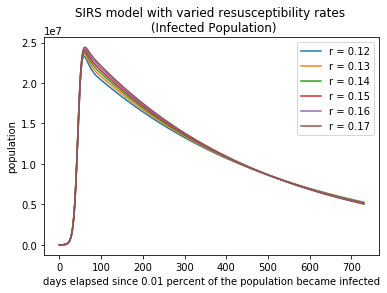 SIRS model with varied resusceptibility rates
(Infected Population)
1e7
2.5
2.0
1.5
1.0
0.5
0.0
population
r = 0.12
r = 0.13
r = 0.14
r = 0.15
r = 0.16
r = 0.17
0 100 200 300 400 500 600 700
days elapsed since 0.01 percent of the population became infected